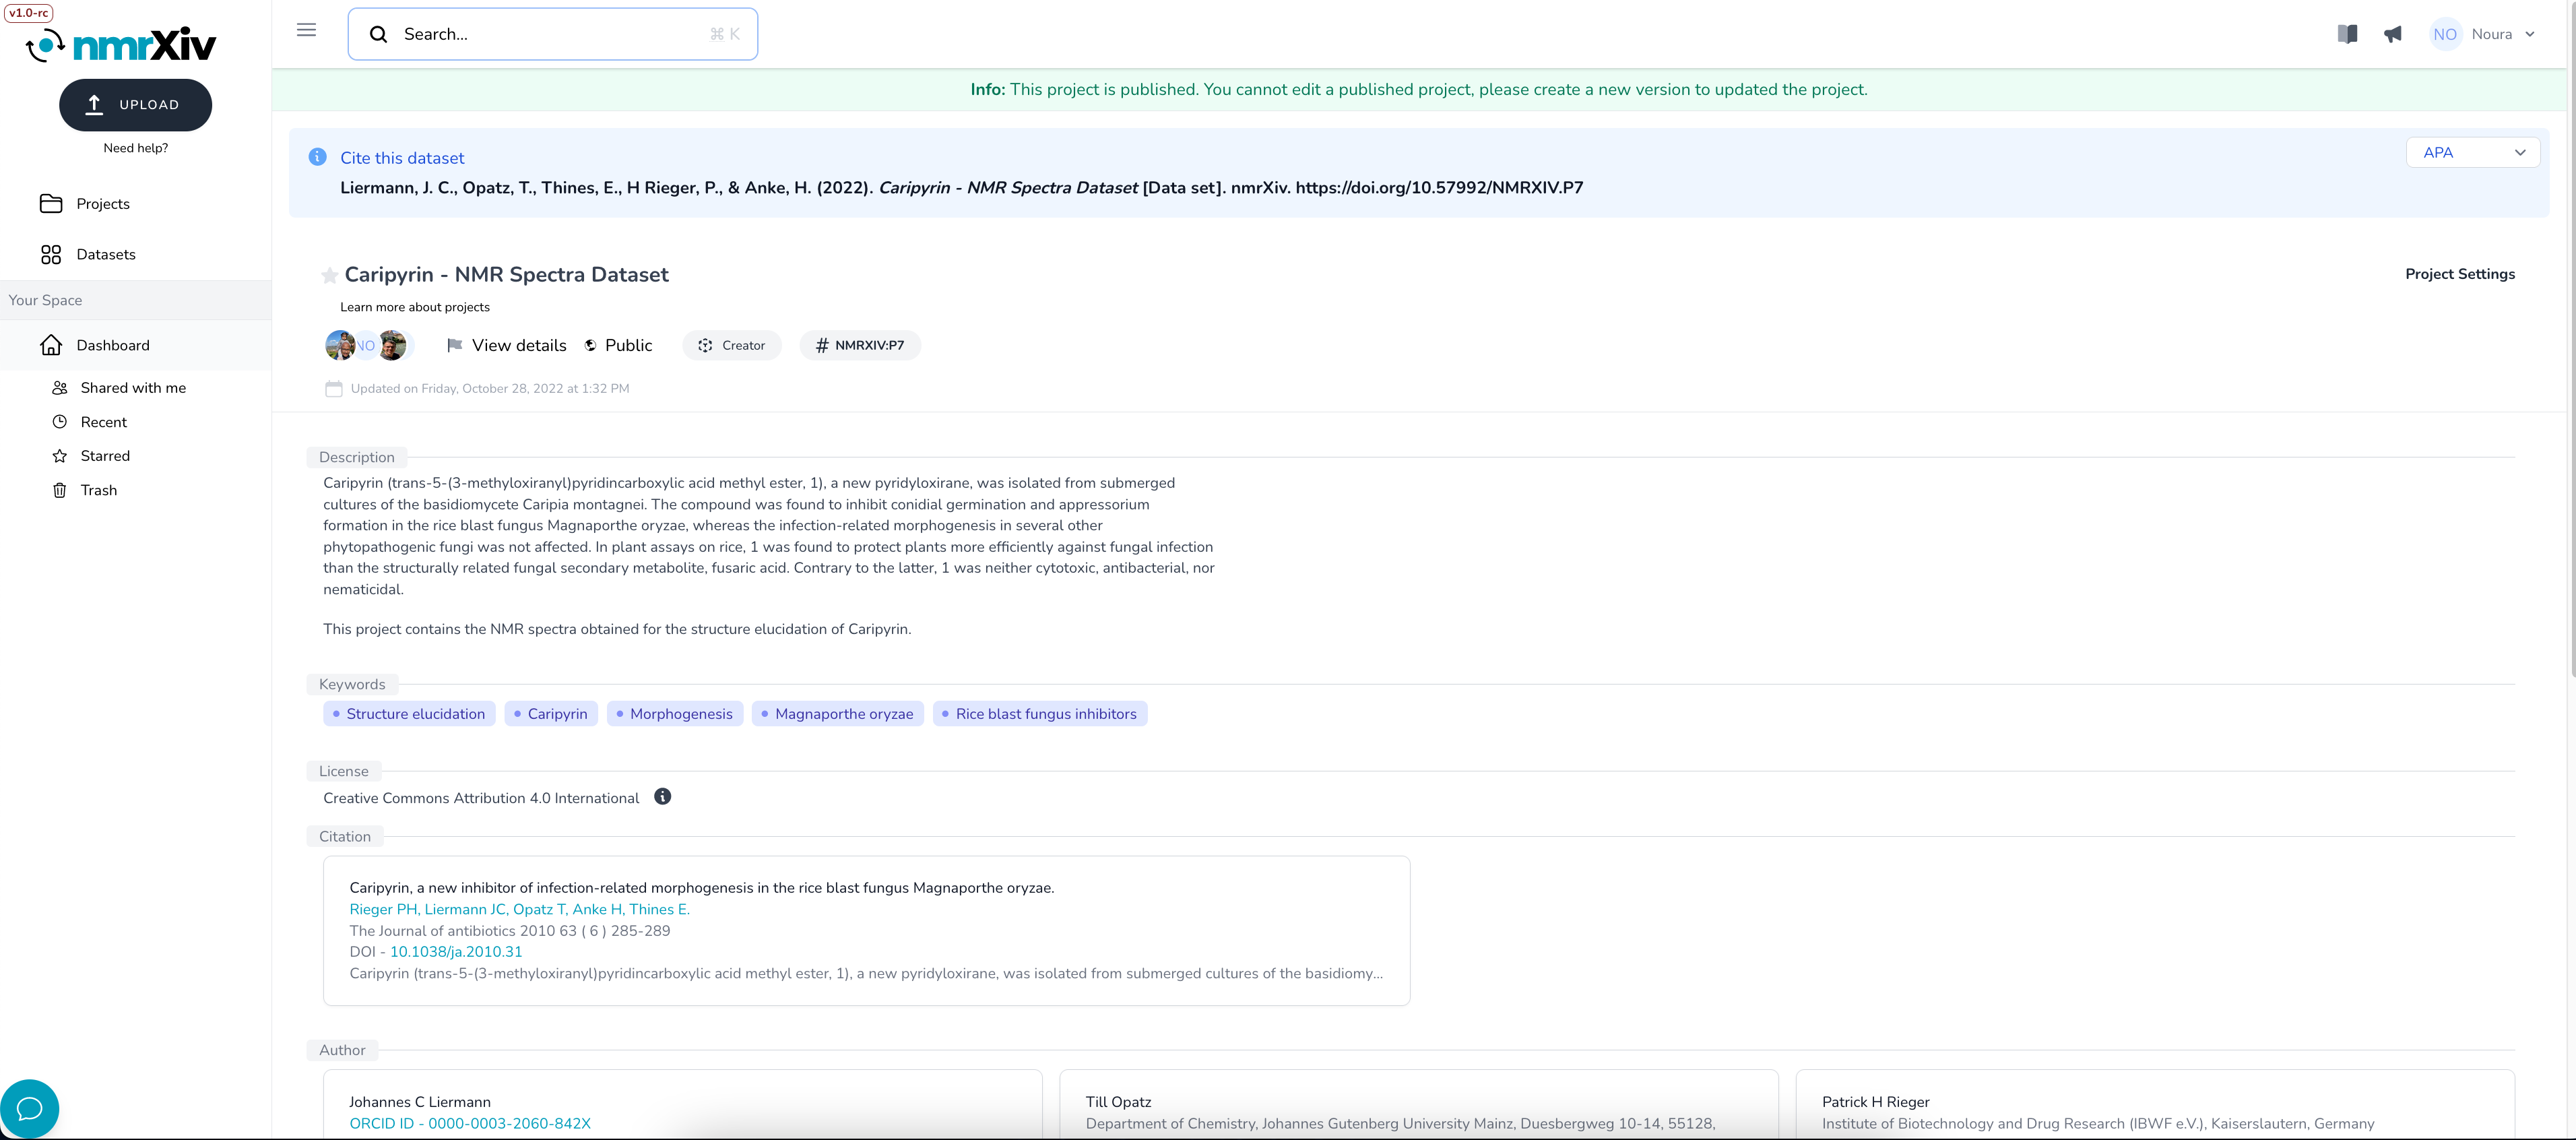 v1.0-rc
nmrXiv
UPLOAD
Need help?
Projects
Datasets
Your Space
Dashboard
Shared with me
Recent
Starred
Trash
Search...
⌘ K
NO
Noura
Info: This project is published. You cannot edit a published project, please create a new version to updated the project.
Cite this dataset
APA
Liermann, J. C., Opatz, T., Thines, E., H Rieger, P., & Anke, H. (2022). Caripyrin - NMR Spectra Dataset [Data set]. nmrXiv. https://doi.org/10.57992/NMRXIV.P7
Caripyrin - NMR Spectra Dataset
Project Settings
Learn more about projects
NO
View details
Public
Creator
# NMRXIV:P7
Updated on Friday, October 28, 2022 at 1:32 PM
Description
Caripyrin (trans-5-(3-methyloxiranyl)pyridincarboxylic acid methyl ester, 1), a new pyridyloxirane, was isolated from submerged
cultures of the basidiomycete Caripia montagnei. The compound was found to inhibit conidial germination and appressorium
formation in the rice blast fungus Magnaporthe oryzae, whereas the infection-related morphogenesis in several other
phytopathogenic fungi was not affected. In plant assays on rice, 1 was found to protect plants more efficiently against fungal infection
than the structurally related fungal secondary metabolite, fusaric acid. Contrary to the latter, 1 was neither cytotoxic, antibacterial, nor
nematicidal.
This project contains the NMR spectra obtained for the structure elucidation of Caripyrin.
Keywords
Structure elucidation
Caripyrin
Morphogenesis
Magnaporthe oryzae
Rice blast fungus inhibitors
License
Creative Commons Attribution 4.0 International
Citation
Caripyrin, a new inhibitor of infection-related morphogenesis in the rice blast fungus Magnaporthe oryzae.
Rieger PH, Liermann JC, Opatz T, Anke H, Thines E.
The Journal of antibiotics 2010 63 ( 6 ) 285-289
DOI - 10.1038/ja.2010.31
Caripyrin (trans-5-(3-methyloxiranyl)pyridincarboxylic acid methyl ester, 1), a new pyridyloxirane, was isolated from submerged cultures of the basidiomy...
Author
Johannes C Liermann
ORCID ID - 0000-0003-2060-842X
Till Opatz
Department of Chemistry, Johannes Gutenberg University Mainz, Duesbergweg 10-14, 55128,
Patrick H Rieger
Institute of Biotechnology and Drug Research (IBWF e.V.), Kaiserslautern, Germany